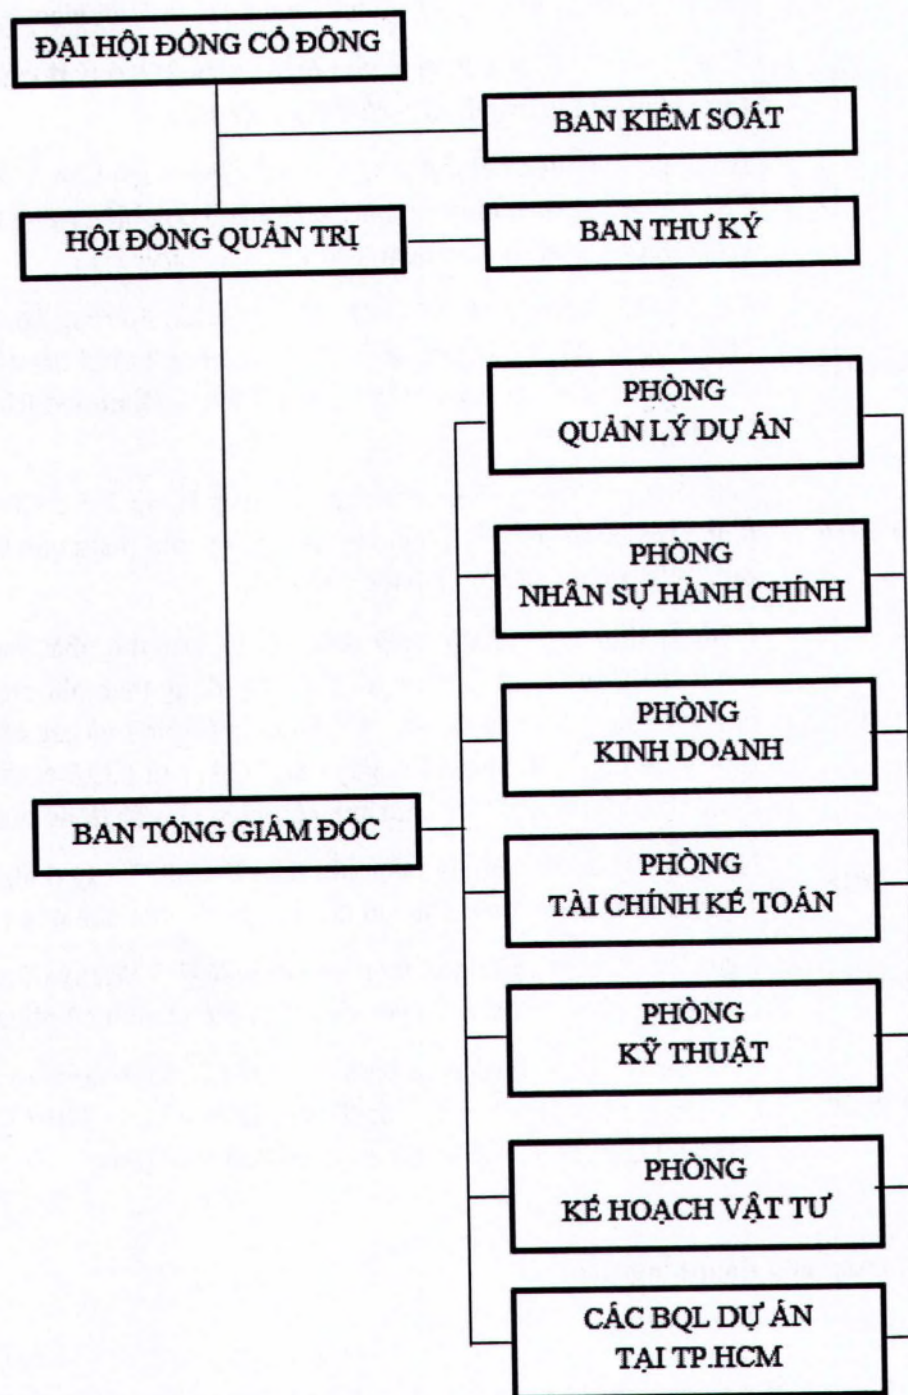 ĐẠI HỘI ĐỒNG CỔ ĐÔNG
BAN KIỂM SOÁT
HỘI ĐỒNG QUẢN TRỊ
BAN THƯ KÝ
PHÒNG
QUẢN LÝ DỰ ÁN
PHÒNG
NHÂN SỰ HÀNH CHÍNH
PHÒNG
KINH DOANH
BAN TỔNG GIÁM ĐỐC
PHÒNG
TÀI CHÍNH KẾ TOÁN
PHÒNG
KỸ THUẬT
PHÒNG
KẾ HOẠCH VẬT TƯ
CÁC BQL DỰ ÁN
TẠI TP.HCM